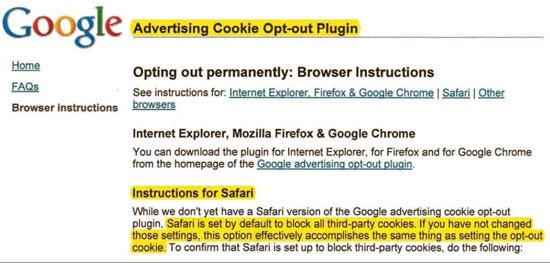 Google Advertising Cookie Opt-out Plugin
Home
FAQs
Browser instructions
Opting out permanently: Browser Instructions
See instructions for: Internet Explorer, Firefox & Google Chrome | Safari | Other
browsers
Internet Explorer, Mozilla Firefox & Google Chrome
You can download the plugin for Internet Explorer, for Firefox and for Google Chrome
from the homepage of the Google advertising opt-out plugin.
Instructions for Safari
While we don't yet have a Safari version of the Google advertising cookie opt-out
plugin, Safari is set by default to block all third-party cookies. If you have not changed
those settings, this option effectively accomplishes the same thing as setting the opt-out
cookie. To confirm that Safari is set up to block third-party cookies, do the following: